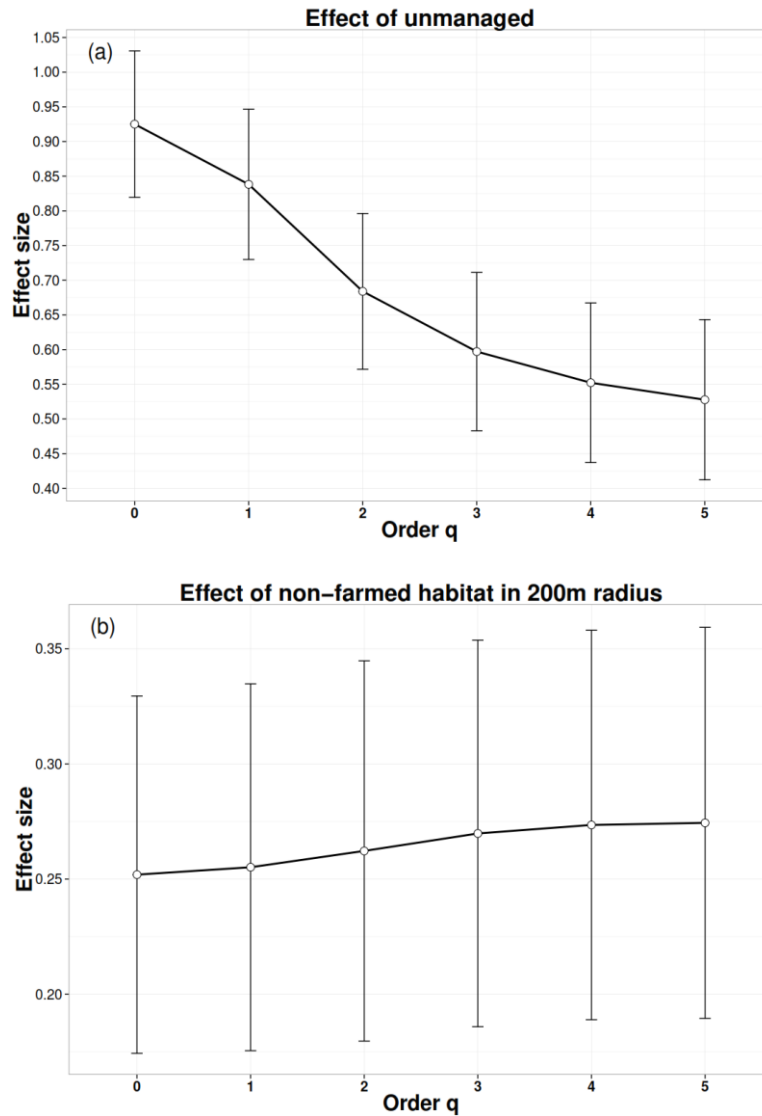 Effect of unmanaged
(a)
1.05
1.00
0.95
0.90
0.85
0.80
0.75
0.70
0.65
0.60
0.55
0.50
0.45
0.40
Effect size
0 1 2 3 4 5
Order q
Effect of non−farmed habitat in 200m radius
(b)
0.35
0.30
0.25
0.20
Effect size
0 1 2 3 4 5
Order q